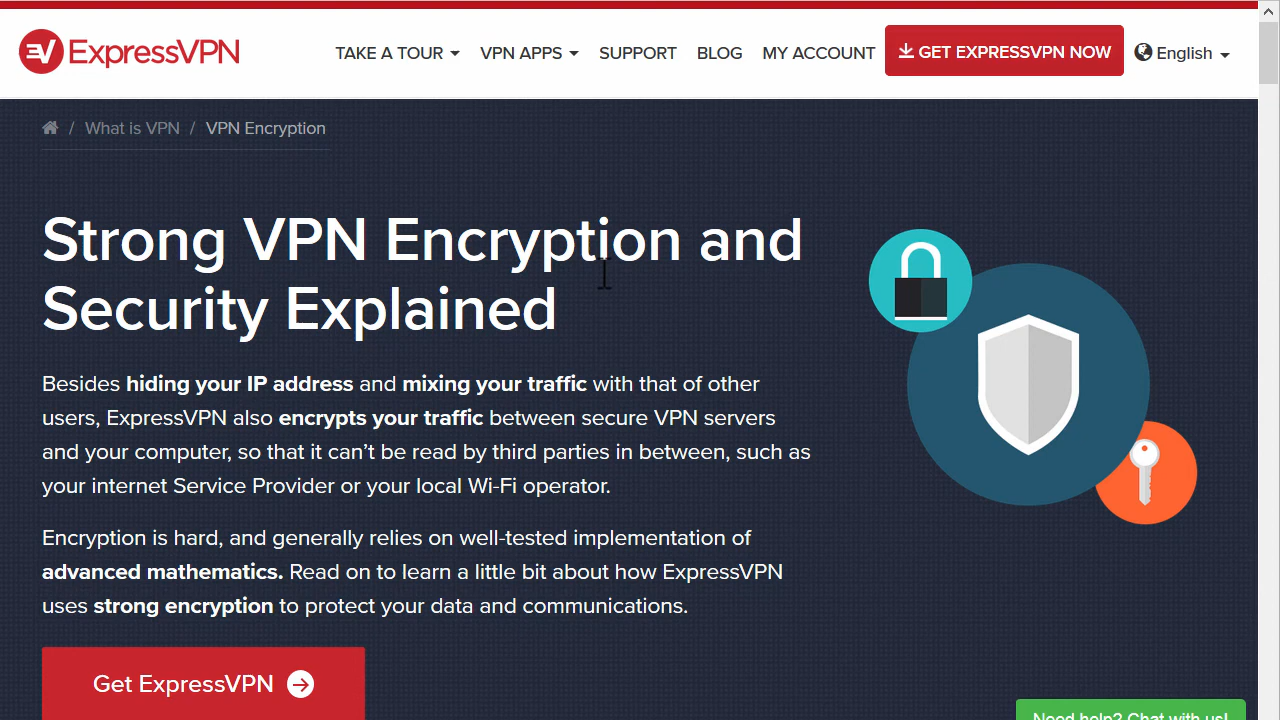 ExpressVPN
TAKE A TOUR VPN APPS SUPPORT BLOG MY ACCOUNT GET EXPRESSVPN NOW English
/ What is VPN / VPN Encryption
Strong VPN Encryption and
Security Explained
Besides hiding your IP address and mixing your traffic with that of other
users, ExpressVPN also encrypts your traffic between secure VPN servers
and your computer, so that it can’t be read by third parties in between, such as
your internet Service Provider or your local Wi-Fi operator.
Encryption is hard, and generally relies on well-tested implementation of
advanced mathematics. Read on to learn a little bit about how ExpressVPN
uses strong encryption to protect your data and communications.
Get ExpressVPN
Need help? Chat with us!